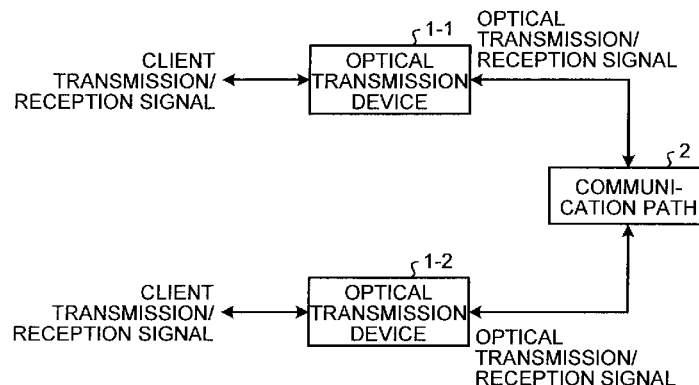 1-1
OPTICAL
TRANSMISSION/
RECEPTION SIGNAL
CLIENT
TRANSMISSION/
RECEPTION SIGNAL
OPTICAL
TRANSMISSION
DEVICE
2
COMMUNI-
CATION PATH
1-2
CLIENT
TRANSMISSION/
RECEPTION SIGNAL
OPTICAL
TRANSMISSION
DEVICE
OPTICAL
TRANSMISSION/
RECEPTION SIGNAL